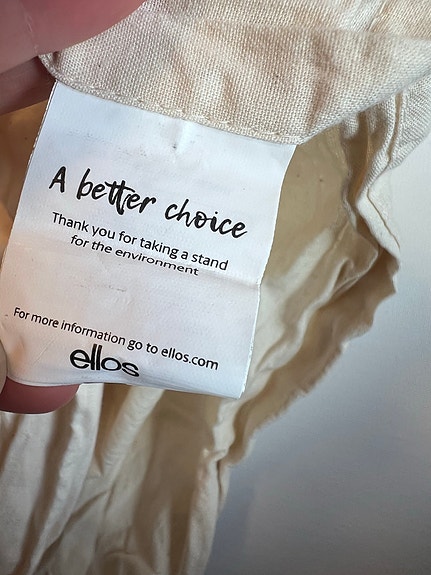 A better choice
Thank you for taking a stand
for the environment
For more information go to ellos.com
ellos